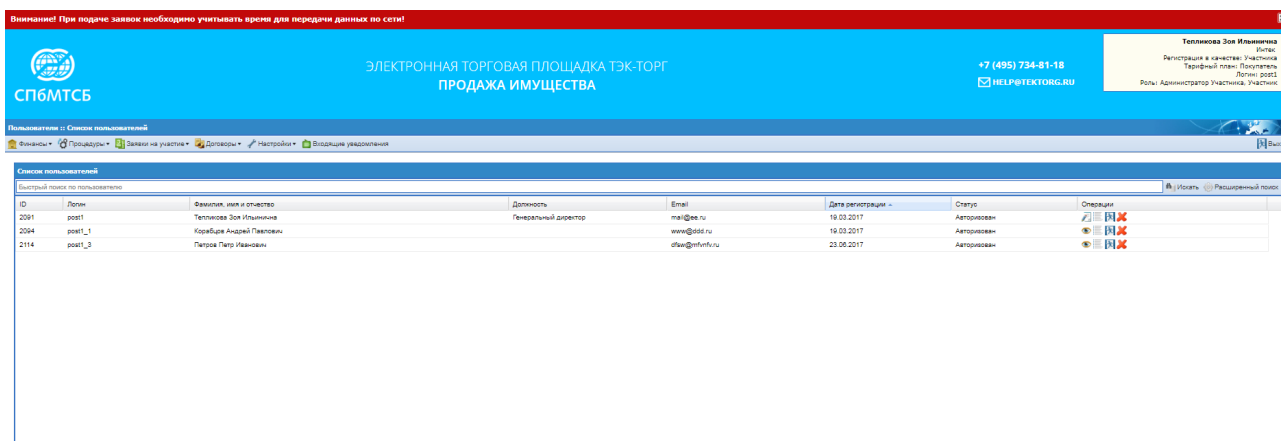 Внимание! При подаче заявок необходимо учитывать время для передачи данных по сети!
СПбМТСБ
ЭЛЕКТРОННАЯ ТОРГОВАЯ ПЛОЩАДКА ТЭК-ТОРГ
ПРОДАЖА ИМУЩЕСТВА
+7 (495) 734-81-18
HELP@TEKTORG.RU
Тепликова Зоя Ильинична
Интек
Регистрация в качестве: Участника
Тарифный план: Покупатель
Логин: post1
Роль: Администратор Участника, Участник
Пользователи :: Список пользователей
Финансы Процедуры Заявки на участие Договоры Настройки Входящие уведомления
Список пользователей
Быстрый поиск по пользователю Искать Расширенный поиск
ID Логин Фамилия, имя и отчество Должность Email Дата регистрации Статус Операции
2091 post1 Тепликова Зоя Ильинична Генеральный директор mail@ee.ru 19.03.2017 Авторизован
2094 post1_1 Корабцов Андрей Павлович www@ddd.ru 19.03.2017 Авторизован
2114 post1_3 Петров Петр Иванович dfsw@mfvnfv.ru 23.06.2017 Авторизован